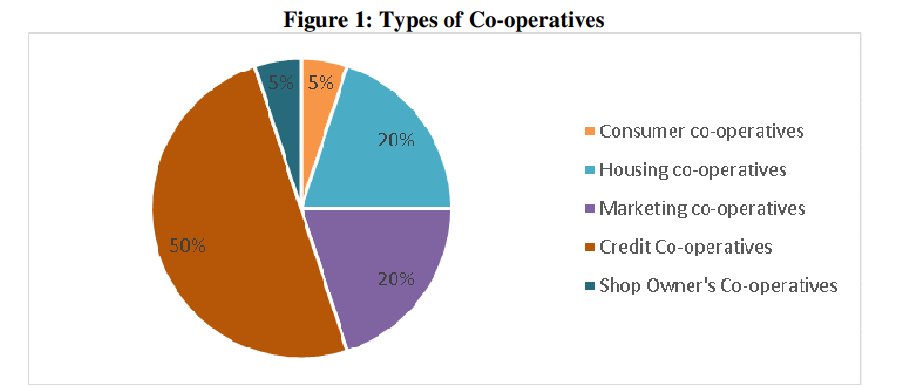 Figure 1: Types of Co-operatives
5% 5%
20%
50%
20%
Consumer co-operatives
Housing co-operatives
Marketing co-operatives
Credit Co-operatives
Shop Owner's Co-operatives